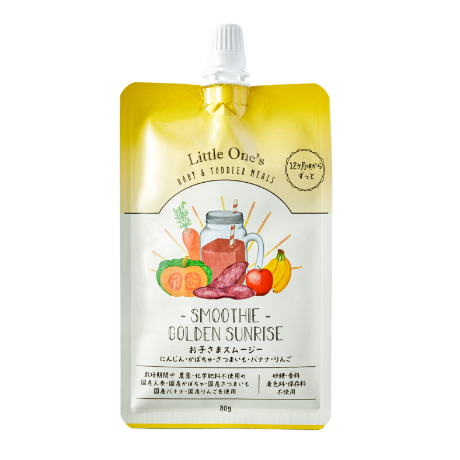 Little One's
BABY & TODDLER MEALS
12ヶ月頃から
ずっと
- SMOOTHIE -
GOLDEN SUNRISE
お子さまスムージー
にんじん・かぼちゃ・さつまいも・バナナ・りんご
栽培期間中 農薬・化学肥料不使用の
国産人参・国産かぼちゃ・国産さつまいも
国産バナナ・国産りんごを使用
砂糖・香料
着色料・保存料
不使用
80g